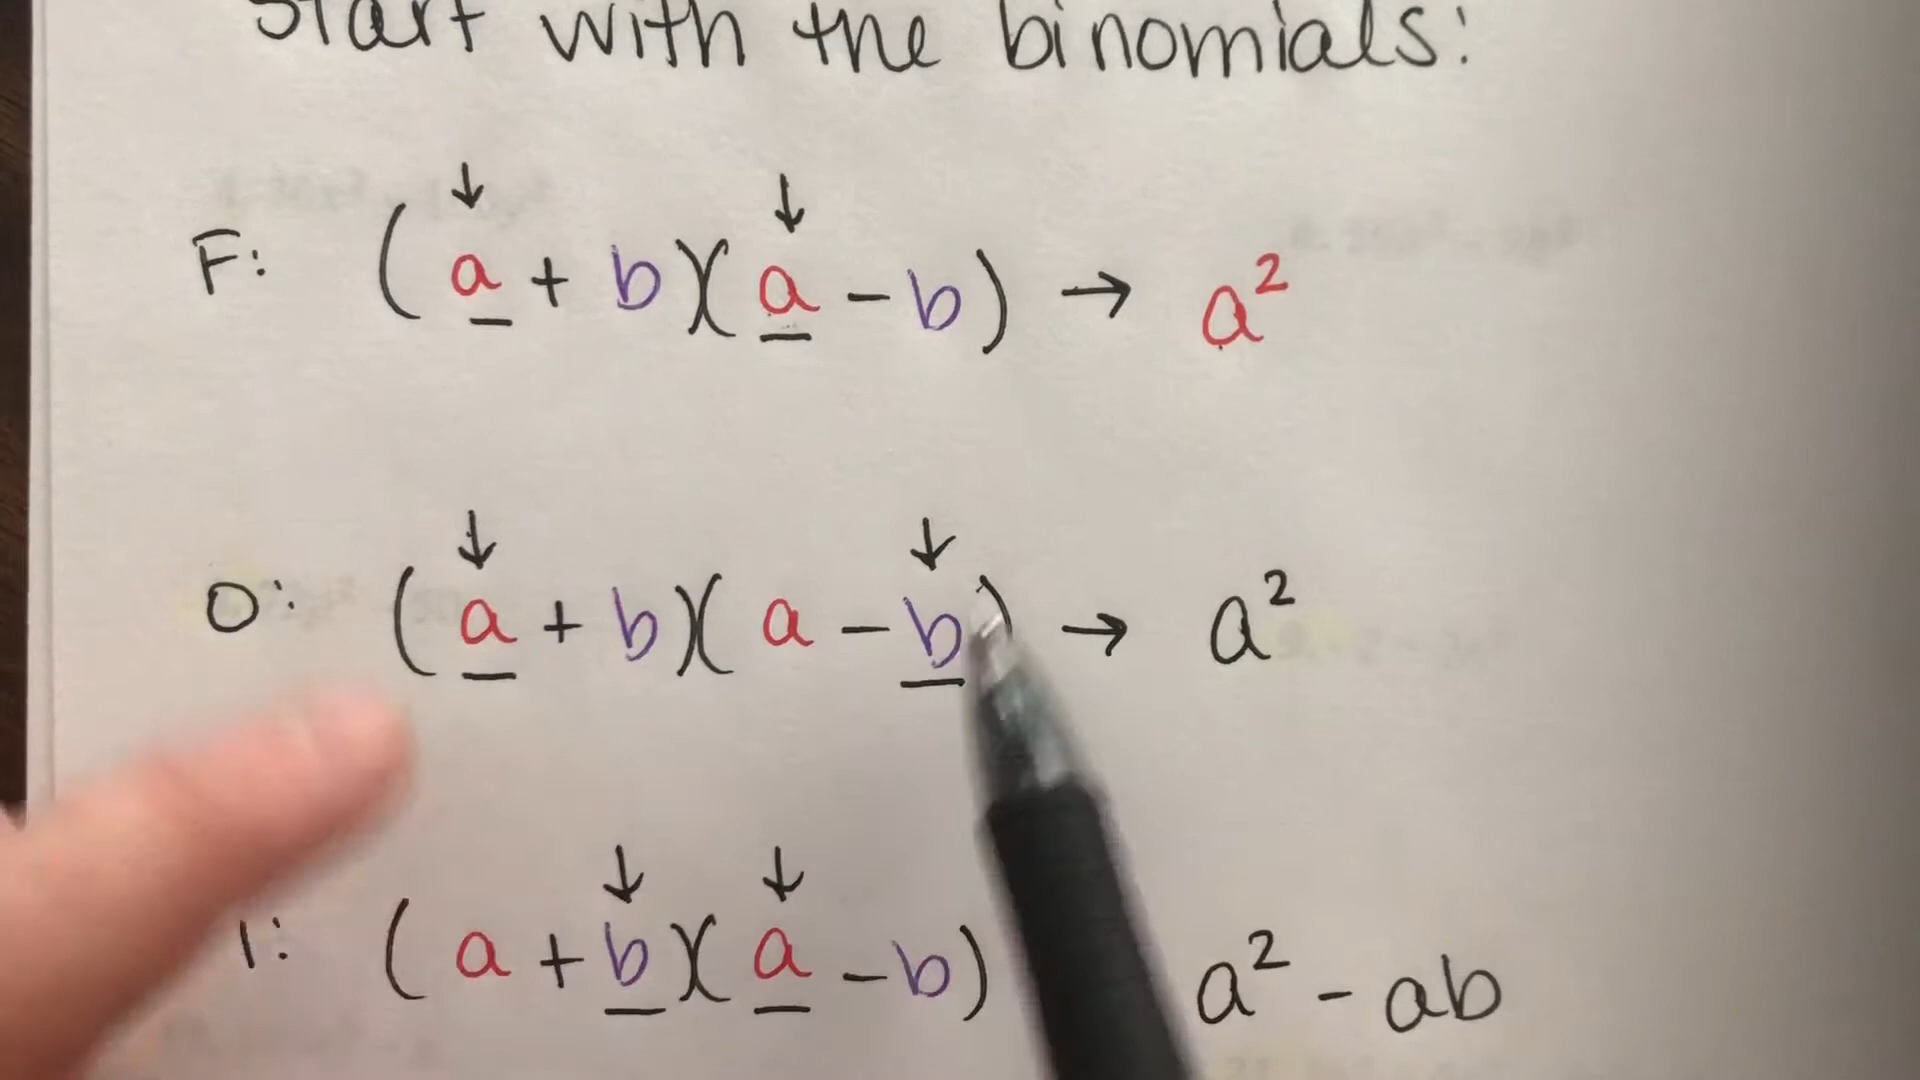 Start with the binomials:
F: (a + b)(a - b) → a²
O: (a + b)(a - b) → a²
I: (a + b)(a - b) a² - ab